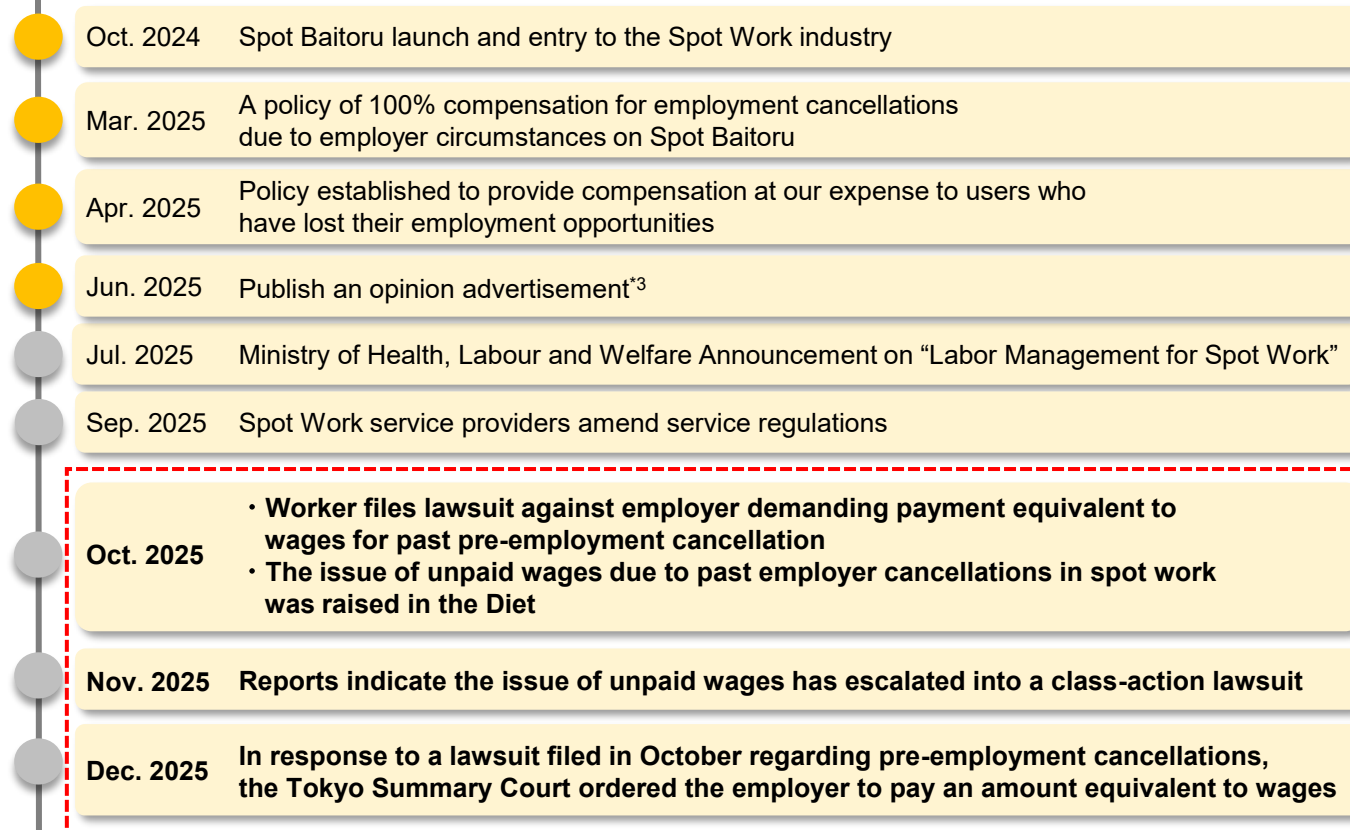 Oct. 2024 Spot Baitoru launch and entry to the Spot Work industry
Mar. 2025 A policy of 100% compensation for employment cancellations
due to employer circumstances on Spot Baitoru
Apr. 2025 Policy established to provide compensation at our expense to users who
have lost their employment opportunities
Jun. 2025 Publish an opinion advertisement*3
Jul. 2025 Ministry of Health, Labour and Welfare Announcement on “Labor Management for Spot Work”
Sep. 2025 Spot Work service providers amend service regulations
Oct. 2025
・Worker files lawsuit against employer demanding payment equivalent to
wages for past pre-employment cancellation
・The issue of unpaid wages due to past employer cancellations in spot work
was raised in the Diet
Nov. 2025 Reports indicate the issue of unpaid wages has escalated into a class-action lawsuit
Dec. 2025 In response to a lawsuit filed in October regarding pre-employment cancellations,
the Tokyo Summary Court ordered the employer to pay an amount equivalent to wages